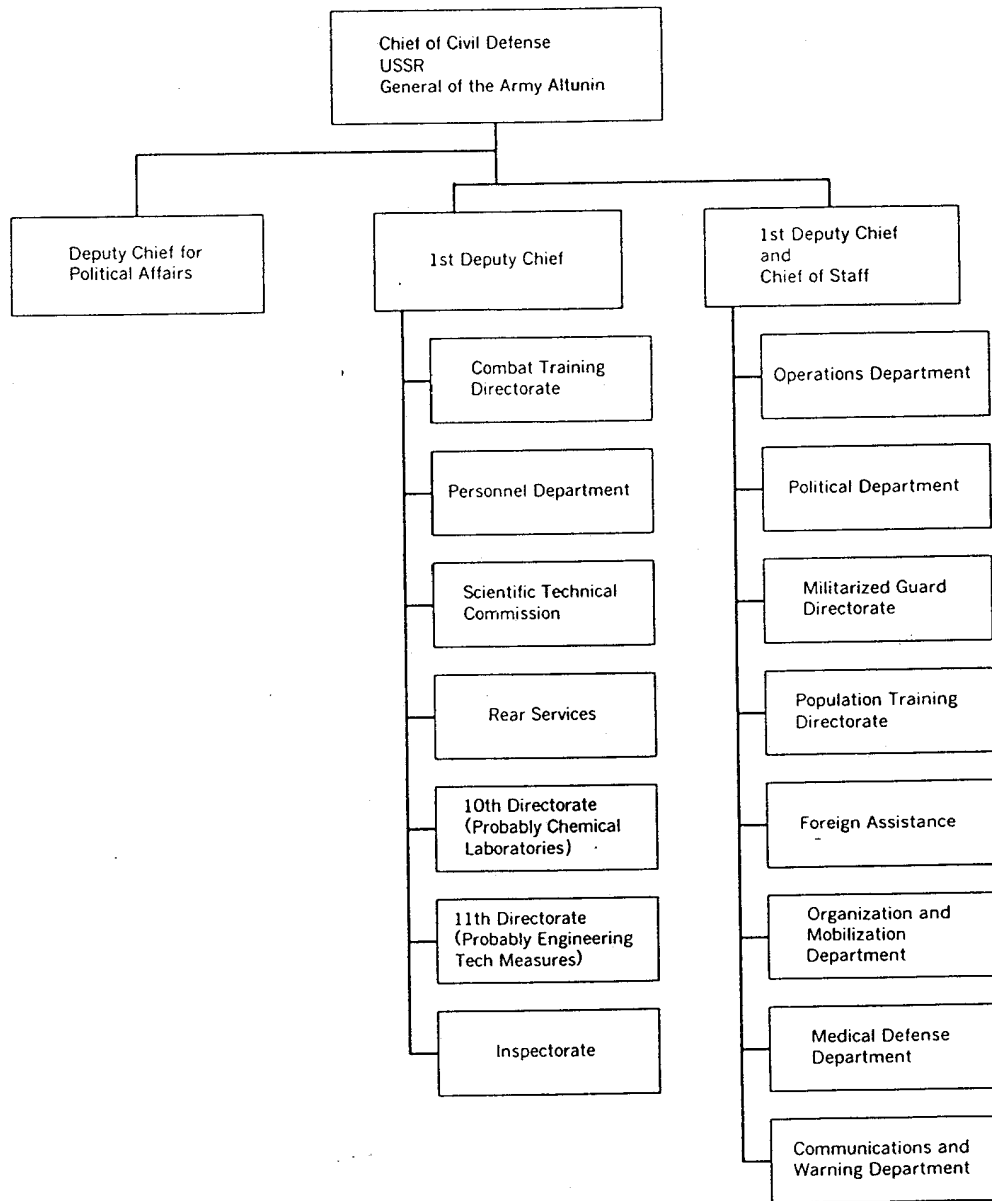 Chief of Civil Defense
USSR
General of the Army Altunin
Deputy Chief for
Political Affairs
1st Deputy Chief
1st Deputy Chief
and
Chief of Staff
Combat Training
Directorate
Personnel Department
Scientific Technical
Commission
Rear Services
10th Directorate
(Probably Chemical
Laboratories)
11th Directorate
(Probably Engineering
Tech Measures)
Inspectorate
Operations Department
Political Department
Militarized Guard
Directorate
Population Training
Directorate
Foreign Assistance
Organization and
Mobilization
Department
Medical Defense
Department
Communications and
Warning Department